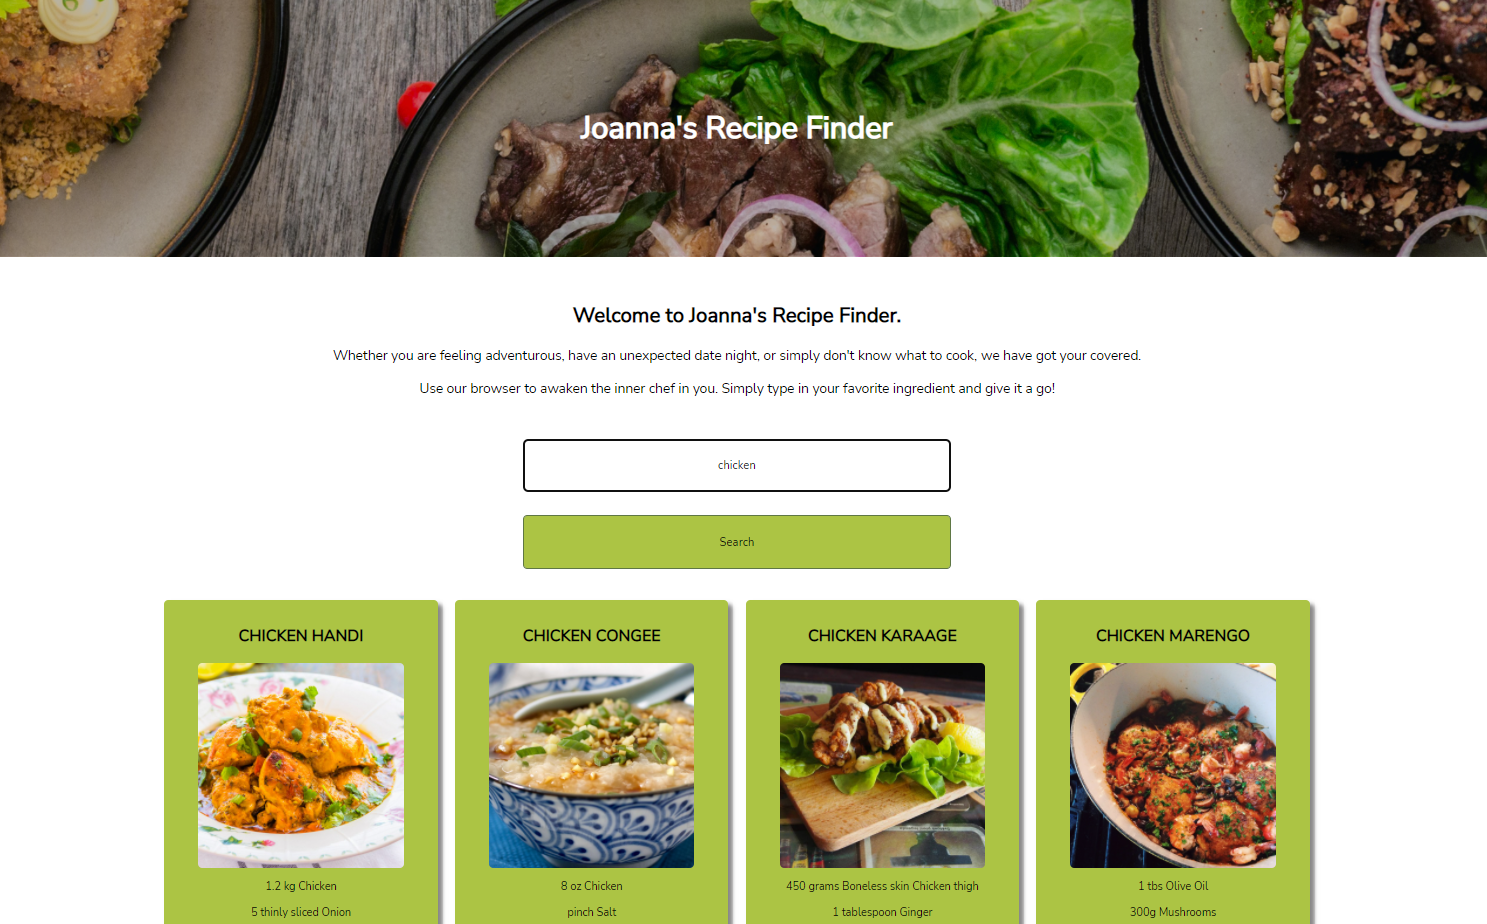 Joanna's Recipe Finder
Welcome to Joanna's Recipe Finder.
Whether you are feeling adventurous, have an unexpected date night, or simply don't know what to cook, we have got your covered.
Use our browser to awaken the inner chef in you. Simply type in your favorite ingredient and give it a go!
chicken
Search
CHICKEN HANDI
1.2 kg Chicken
5 thinly sliced Onion
CHICKEN CONGEE
8 oz Chicken
pinch Salt
CHICKEN KARAAGE
450 grams Boneless skin Chicken thigh
1 tablespoon Ginger
CHICKEN MARENGO
1 tbs Olive Oil
300g Mushrooms